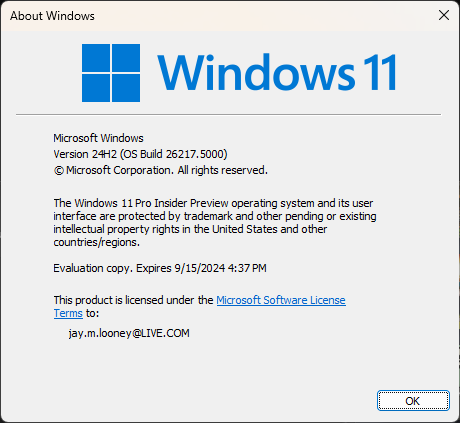 About Windows
Windows 11
Microsoft Windows
Version 24H2 (OS Build 26217.5000)
© Microsoft Corporation. All rights reserved.
The Windows 11 Pro Insider Preview operating system and its user
interface are protected by trademark and other pending or existing
intellectual property rights in the United States and other
countries/regions.
Evaluation copy. Expires 9/15/2024 4:37 PM
This product is licensed under the Microsoft Software License
Terms to:
jay.m.looney@LIVE.COM
OK